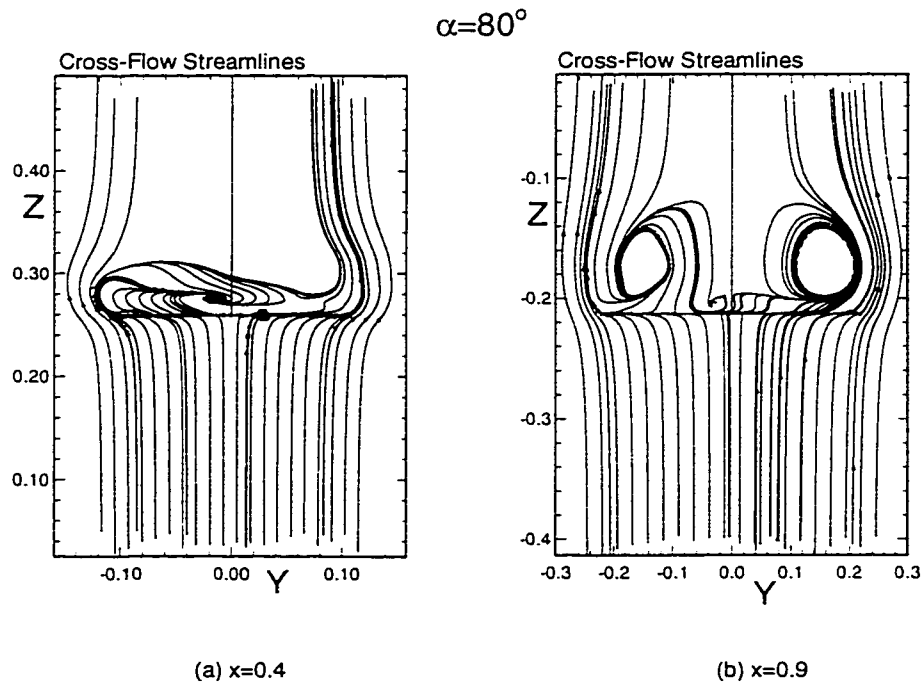 α=80°
Cross-Flow Streamlines
Cross-Flow Streamlines
Z
0.40
0.30
0.20
0.10
-0.10
0.00
0.10
Y
Z
-0.1
-0.2
-0.3
-0.4
-0.3
-0.2
-0.1
0.0
0.1
0.2
0.3
Y
(a) x=0.4
(b) x=0.9